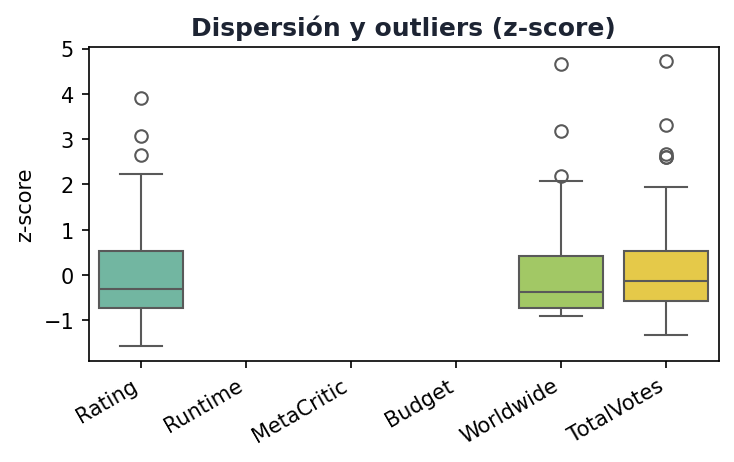 Dispersión y outliers (z-score)
z-score
5
4
3
2
1
0
−1
Rating
Runtime
MetaCritic
Budget
Worldwide
TotalVotes